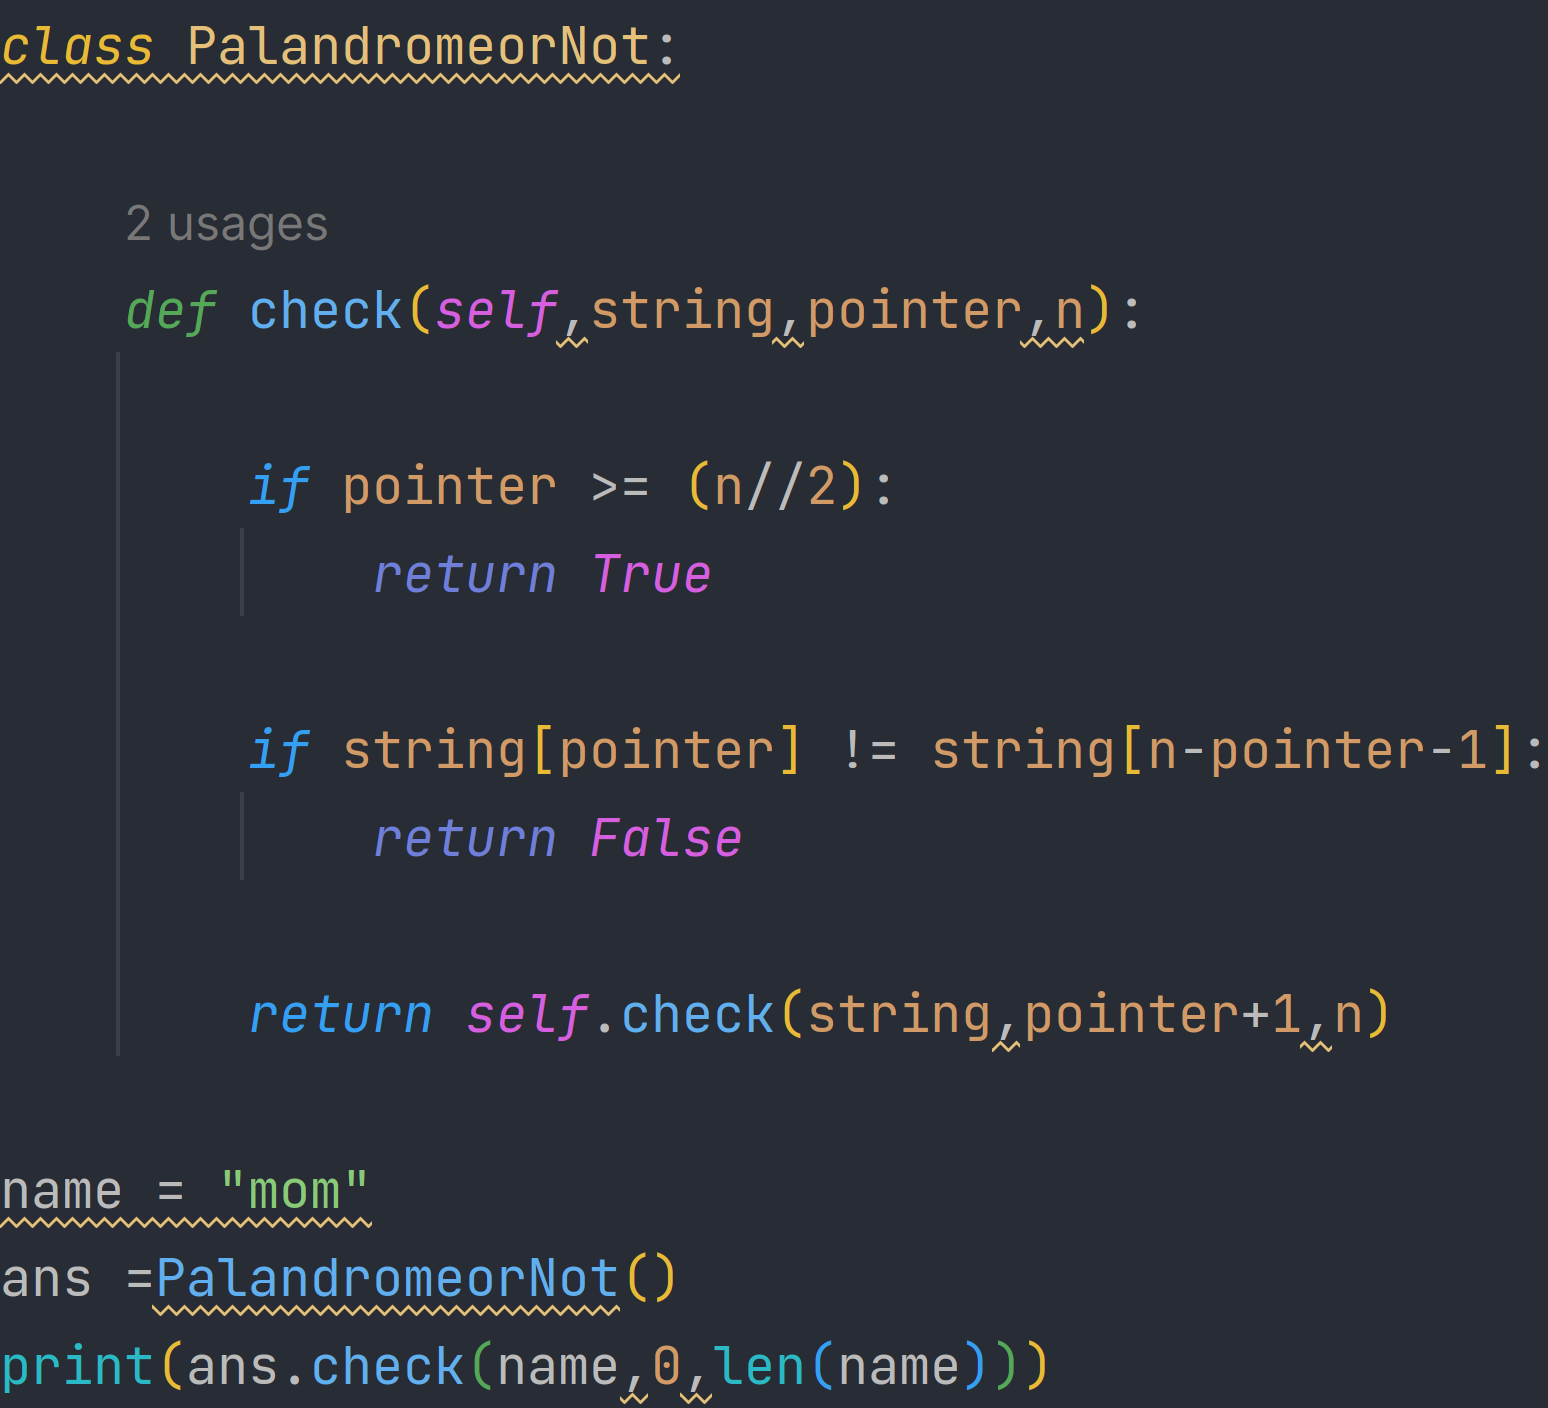 class PalandromeorNot:
2 usages
def check(self,string,pointer,n):
if pointer >= (n//2):
return True
if string[pointer] != string[n-pointer-1]:
return False
return self.check(string,pointer+1,n)
name = "mom"
ans =PalandromeorNot()
print(ans.check(name,0,len(name)))